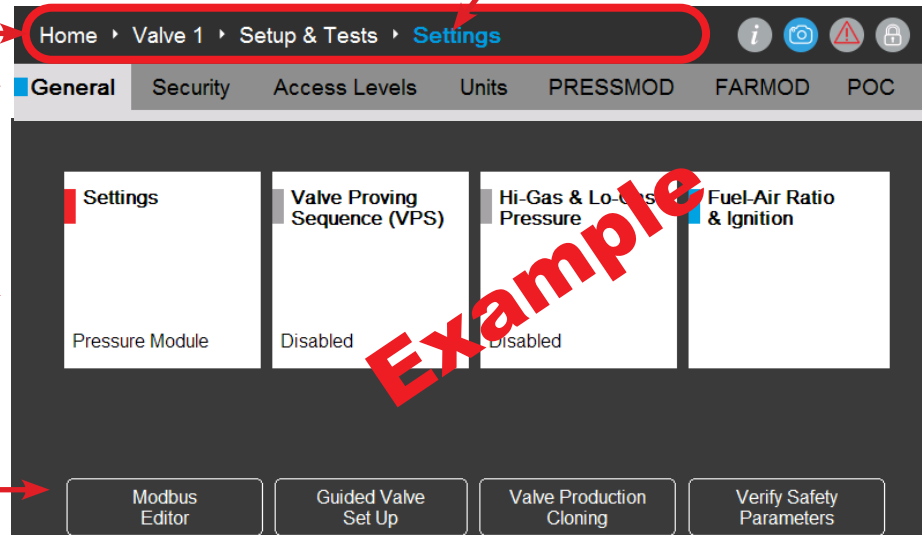 Home ‣ Valve 1 ‣ Setup & Tests ‣ Settings
i
General Security Access Levels Units PRESSMOD FARMOD POC
Settings
Pressure Module
Valve Proving
Sequence (VPS)
Disabled
Hi-Gas & Lo-Gas
Pressure
Disabled
Fuel-Air Ratio
& Ignition
Example
Modbus
Editor
Guided Valve
Set Up
Valve Production
Cloning
Verify Safety
Parameters